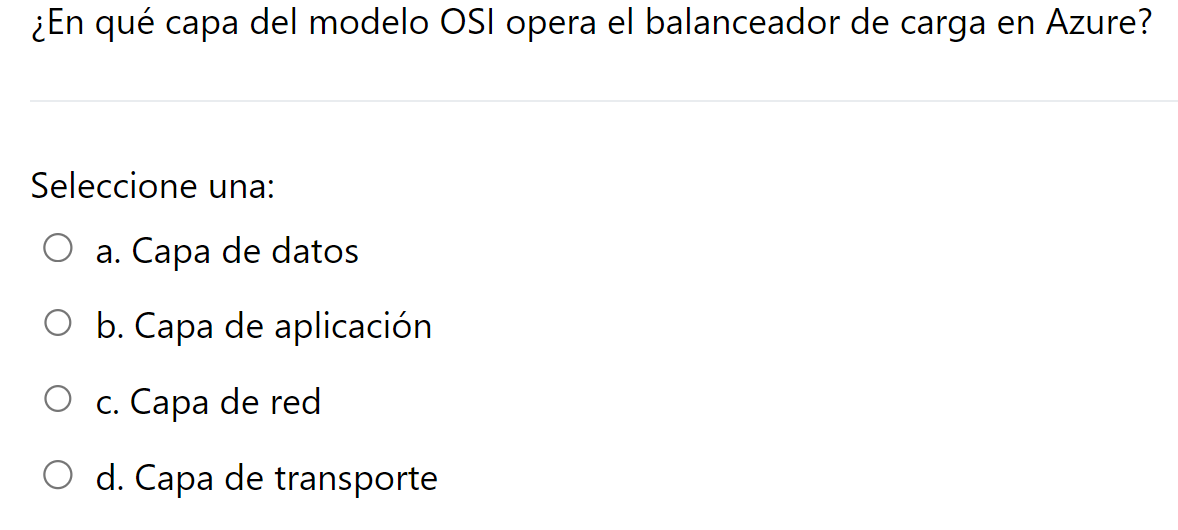 ¿En qué capa del modelo OSI opera el balanceador de carga en Azure?
Seleccione una:
a. Capa de datos
b. Capa de aplicación
c. Capa de red
d. Capa de transporte